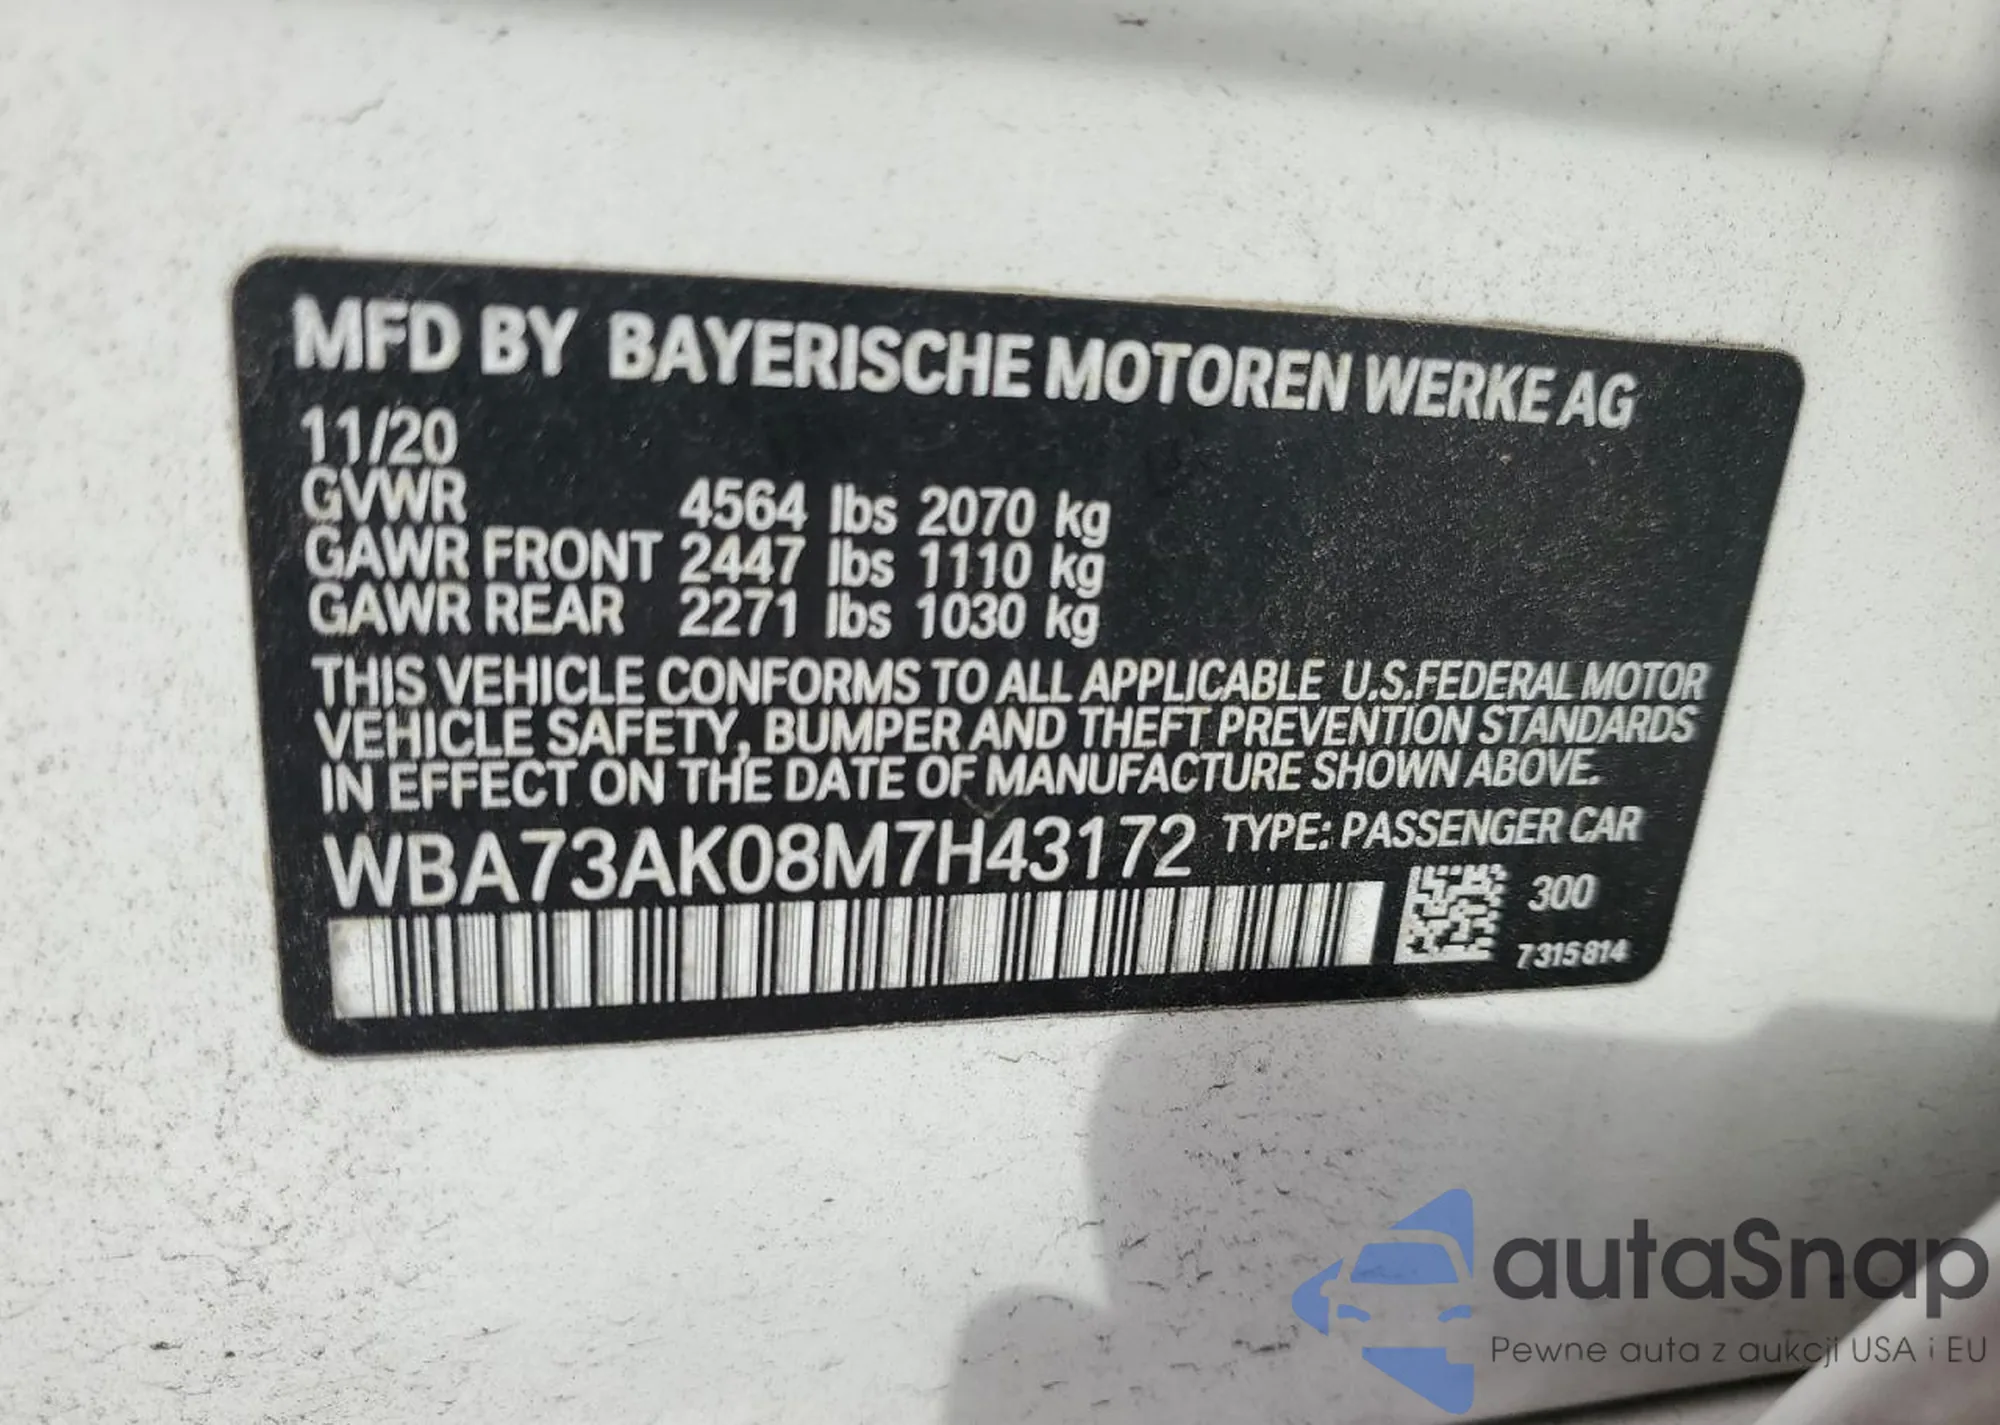 MFD BY BAYERISCHE MOTOREN WERKE AG
11/20
GVWR 4564 lbs 2070 kg
GAWR FRONT 2447 lbs 1110 kg
GAWR REAR 2271 lbs 1030 kg
THIS VEHICLE CONFORMS TO ALL APPLICABLE U.S.FEDERAL MOTOR
VEHICLE SAFETY, BUMPER AND THEFT PREVENTION STANDARDS
IN EFFECT ON THE DATE OF MANUFACTURE SHOWN ABOVE.
WBA73AK08M7H43172 TYPE: PASSENGER CAR
300
7315814
autaSnap
Pewne auta z aukcji USA i EU